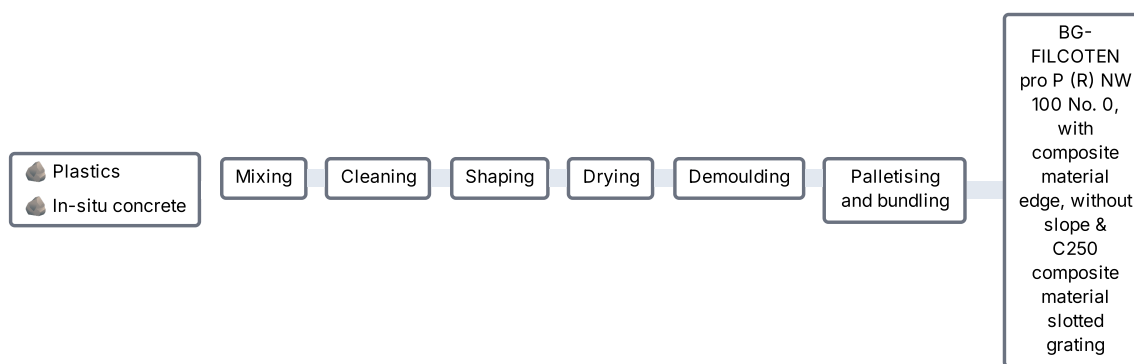 Plastics
In-situ concrete
Mixing
Cleaning
Shaping
Drying
Demoulding
Palletising
and bundling
BG-
FILCOTEN
pro P (R) NW
100 No. 0,
with
composite
material
edge, without
slope &
C250
composite
material
slotted
grating